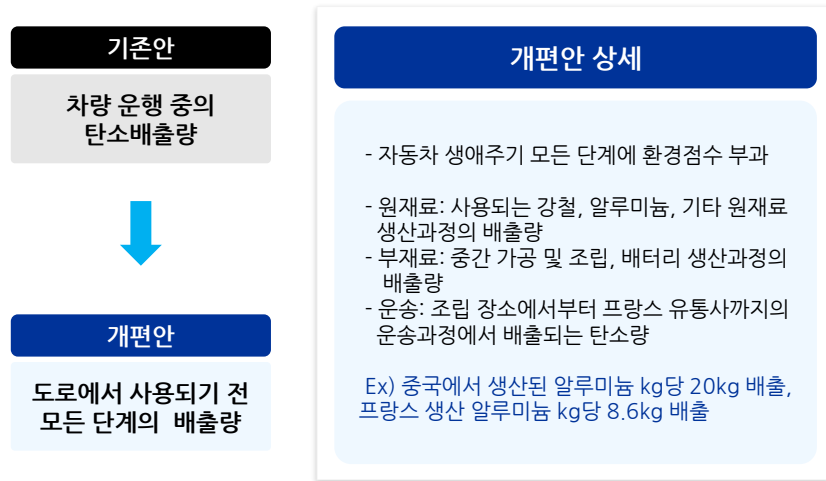 기존안
차량 운행 중의
탄소배출량
개편안
도로에서 사용되기 전
모든 단계의 배출량
개편안 상세
- 자동차 생애주기 모든 단계에 환경점수 부과
- 원재료: 사용되는 강철, 알루미늄, 기타 원재료
생산과정의 배출량
- 부재료: 중간 가공 및 조립, 배터리 생산과정의
배출량
- 운송: 조립 장소에서부터 프랑스 유통사까지의
운송과정에서 배출되는 탄소량
Ex) 중국에서 생산된 알루미늄 kg당 20kg 배출,
프랑스 생산 알루미늄 kg당 8.6kg 배출